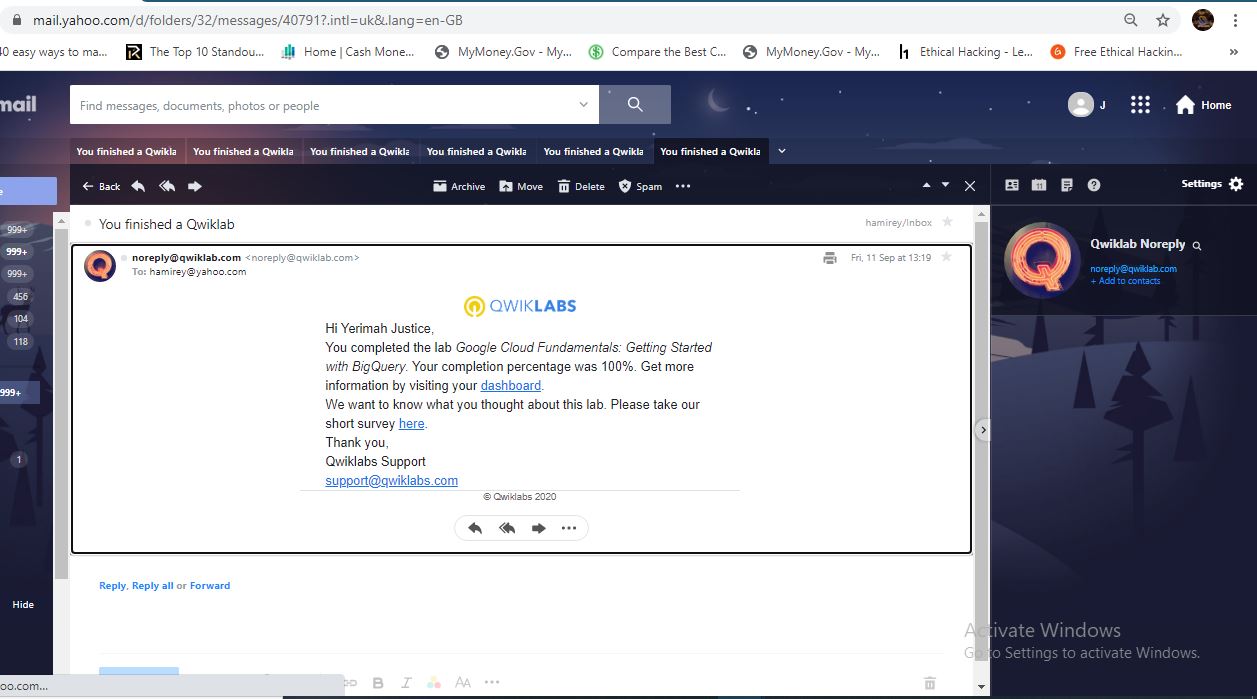 mail.yahoo.com/d/folders/32/messages/40791?.intl=uk&.lang=en-GB
40 easy ways to ma... The Top 10 Standou... Home | Cash Mone... MyMoney.Gov - My... Compare the Best C... MyMoney.Gov - My... Ethical Hacking - Le... Free Ethical Hackin... »
mail Find messages, documents, photos or people J Home
You finished a Qwikla You finished a Qwikla You finished a Qwikla You finished a Qwikla You finished a Qwikla You finished a Qwikla
Back Archive Move Delete Spam ••• 11 Settings
999+
999+
999+
456
104
118
999+
1
Hide
You finished a Qwiklab hamirey/Inbox
noreply@qwiklab.com <noreply@qwiklab.com> Fri, 11 Sep at 13:19
To: hamirey@yahoo.com
QWIKLABS
Hi Yerimah Justice,
You completed the lab Google Cloud Fundamentals: Getting Started
with BigQuery. Your completion percentage was 100%. Get more
information by visiting your dashboard.
We want to know what you thought about this lab. Please take our
short survey here.
Thank you,
Qwiklabs Support
support@qwiklabs.com
© Qwiklabs 2020
Reply, Reply all or Forward
B I AA •••
Qwiklab Noreply
noreply@qwiklab.com
+ Add to contacts
Activate Windows
Go to Settings to activate Windows.
oo.com...